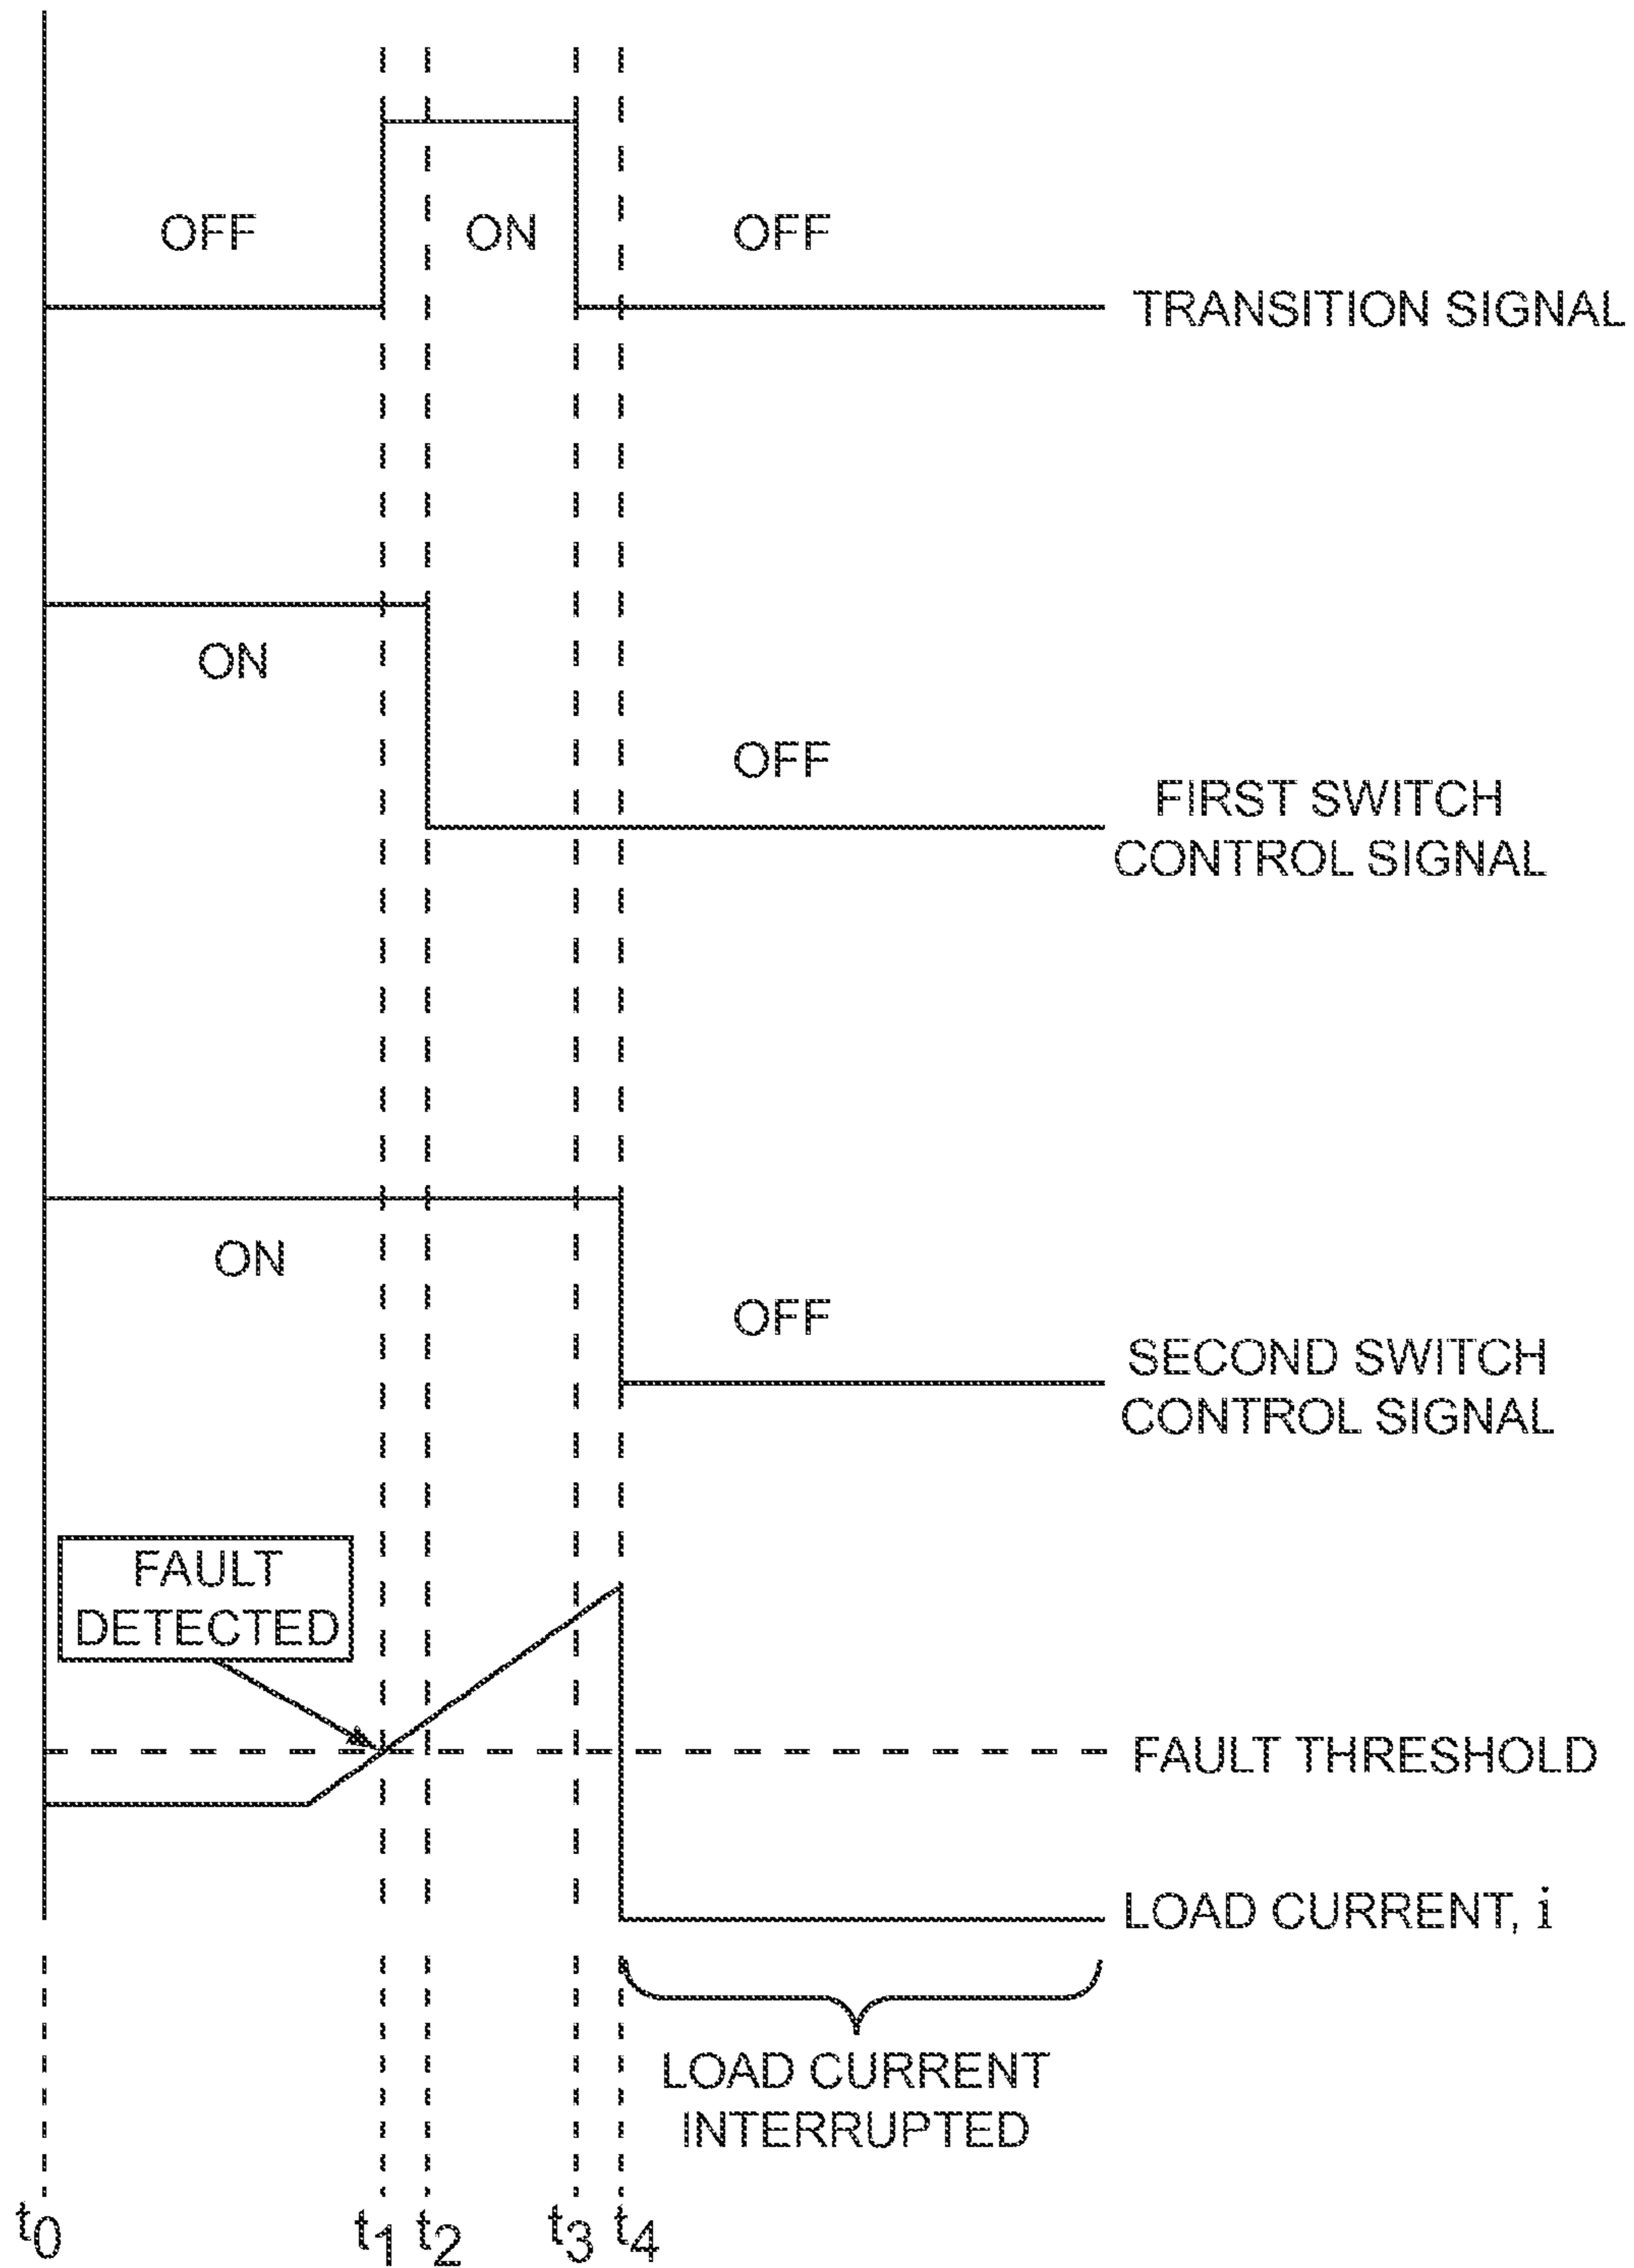 OFF
ON
OFF
TRANSITION SIGNAL
ON
OFF
FIRST SWITCH
CONTROL SIGNAL
ON
OFF
SECOND SWITCH
CONTROL SIGNAL
FAULT
DETECTED
FAULT THRESHOLD
LOAD CURRENT, i
LOAD CURRENT
INTERRUPTED
t0 t1 t2 t3 t4